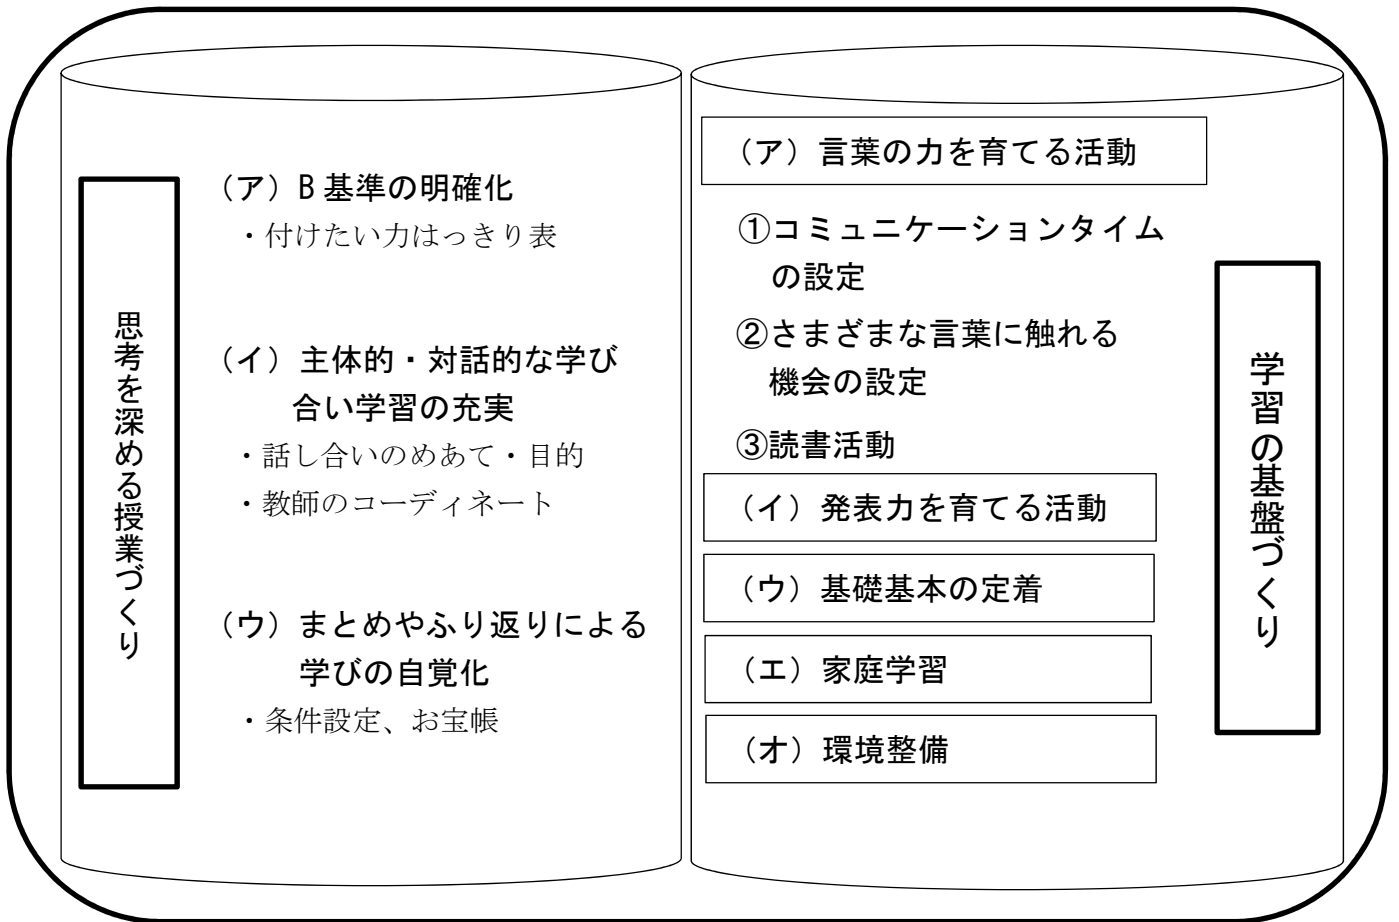 思考を深める授業づくり
（ア）B基準の明確化
・付けたい力はっきり表
（イ）主体的・対話的な学び
合い学習の充実
・話し合いのめあて・目的
・教師のコーディネート
（ウ）まとめやふり返りによる
学びの自覚化
・条件設定、お宝帳
（ア）言葉の力を育てる活動
①コミュニケーションタイム
の設定
②さまざまな言葉に触れる
機会の設定
③読書活動
（イ）発表力を育てる活動
（ウ）基礎基本の定着
（エ）家庭学習
（オ）環境整備
学習の基盤づくり